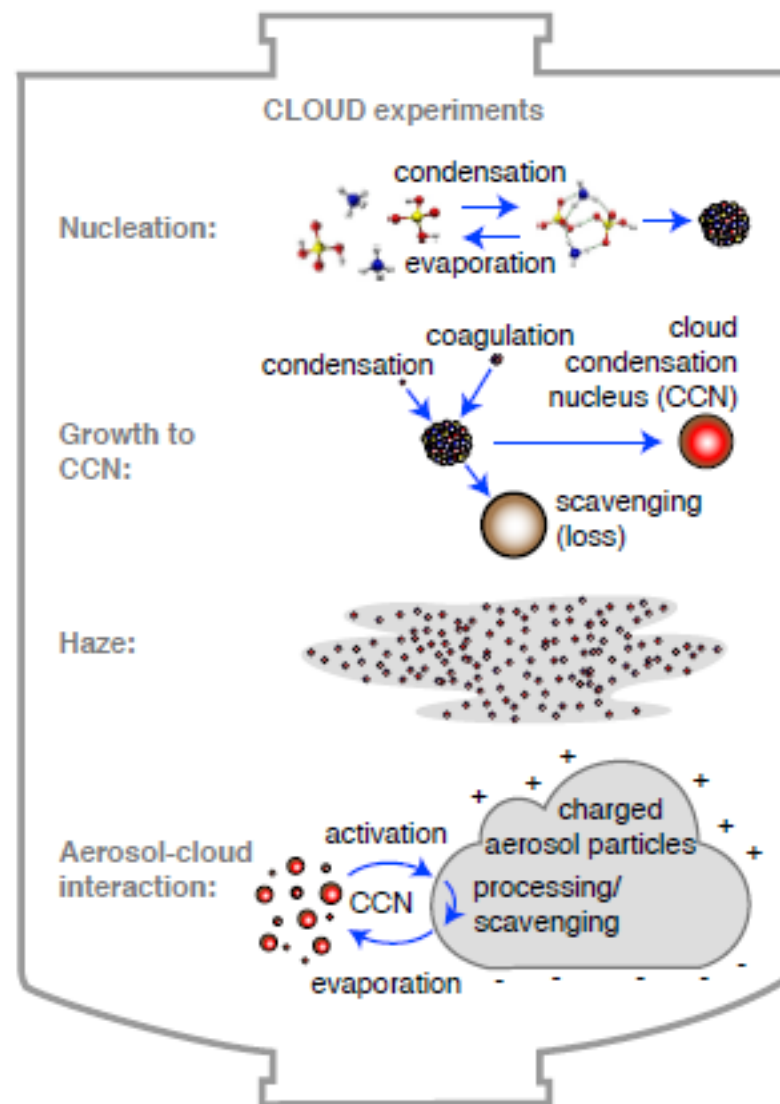 CLOUD experiments
condensation
Nucleation:
evaporation
coagulation
cloud
condensation
condensation
nucleus (CCN)
Growth to
CCN:
scavenging
(loss)
Haze:
+ + + + + +
charged
aerosol particles
activation
Aerosol-cloud
interaction:
CCN
processing/
scavenging
evaporation
- - - - - -